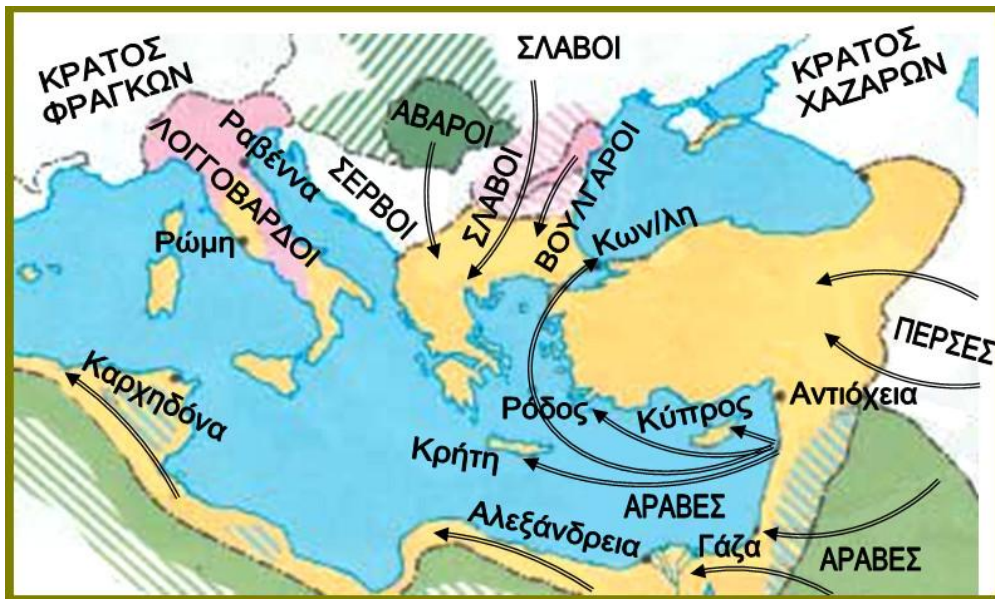 ΚΡΑΤΟΣ
ΦΡΑΓΚΩΝ
ΣΛΑΒΟΙ
ΚΡΑΤΟΣ
ΧΑΖΑΡΩΝ
ΛΟΓΓΟΒΑΡΔΟΙ
Ραβέννα
ΑΒΑΡΟΙ
ΣΕΡΒΟΙ
ΣΛΑΒΟΙ
ΒΟΥΛΓΑΡΟΙ
Κων/λη
Ρώμη
ΠΕΡΣΕΣ
Καρχηδόνα
Ρόδος
Κύπρος
Αντιόχεια
Κρήτη
ΑΡΑΒΕΣ
Αλεξάνδρεια
Γάζα
ΑΡΑΒΕΣ